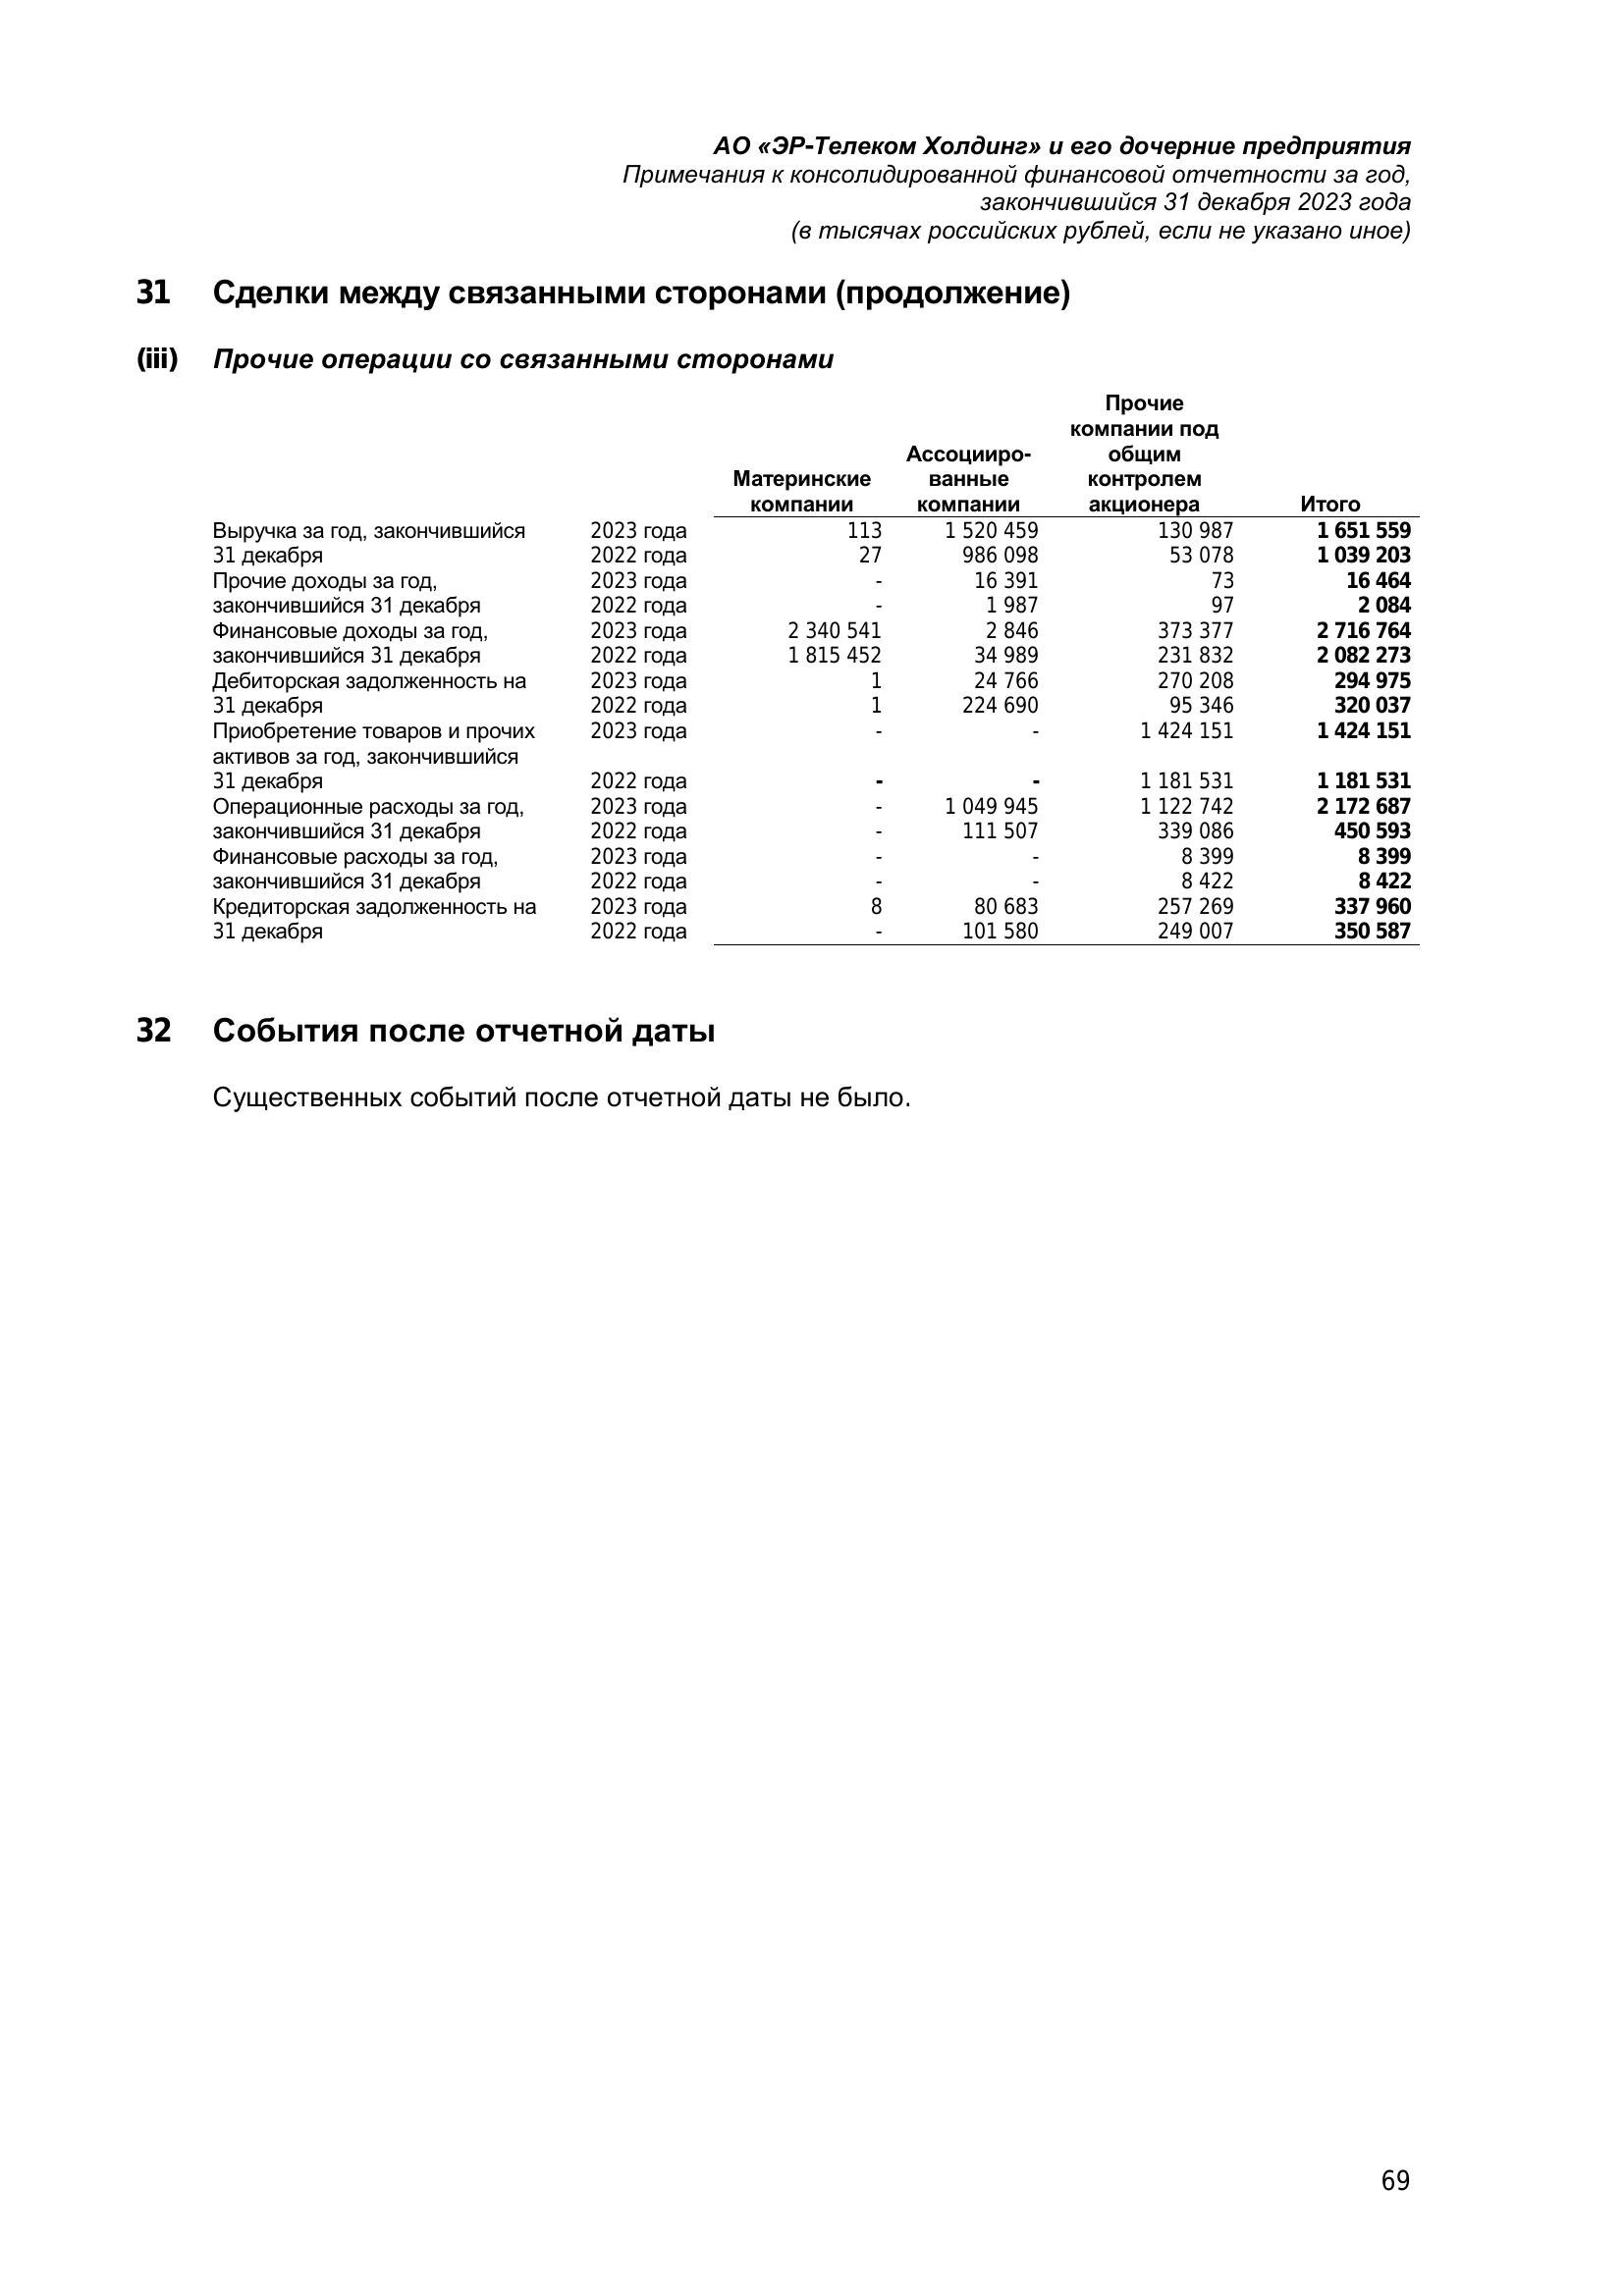 АО «ЭР-Телеком Холдинг» и его дочерние предприятия
Примечания к консолидированной финансовой отчетности за год,
закончившийся 31 декабря 2023 года
(в тысячах российских рублей, если не указано иное)
31 Сделки между связанными сторонами (продолжение)
(iii) Прочие операции со связанными сторонами
Прочие
компании под
Ассоцииро- общим
Материнские ванные контролем
компании компании акционера Итого
Выручка за год, закончившийся 2023 года 113 1 520 459 130 987 1 651 559
31 декабря 2022 года 27 986 098 53 078 1 039 203
Прочие доходы за год, 2023 года - 16 391 73 16 464
закончившийся 31 декабря 2022 года - 1 987 97 2 084
Финансовые доходы за год, 2023 года 2 340 541 2 846 373 377 2 716 764
закончившийся 31 декабря 2022 года 1 815 452 34 989 231 832 2 082 273
Дебиторская задолженность на 2023 года 1 24 766 270 208 294 975
31 декабря 2022 года 1 224 690 95 346 320 037
Приобретение товаров и прочих 2023 года - - 1 424 151 1 424 151
активов за год, закончившийся
31 декабря 2022 года - - 1 181 531 1 181 531
Операционные расходы за год, 2023 года - 1 049 945 1 122 742 2 172 687
закончившийся 31 декабря 2022 года - 111 507 339 086 450 593
Финансовые расходы за год, 2023 года - - 8 399 8 399
закончившийся 31 декабря 2022 года - - 8 422 8 422
Кредиторская задолженность на 2023 года 8 80 683 257 269 337 960
31 декабря 2022 года - 101 580 249 007 350 587
32 События после отчетной даты
Существенных событий после отчетной даты не было.
69